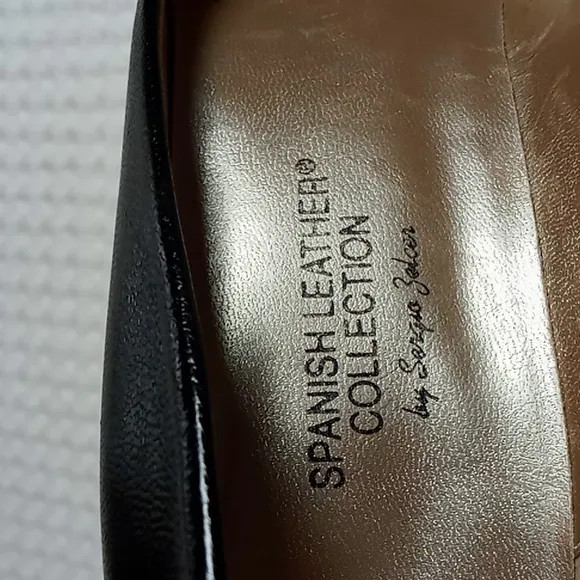 SPANISH LEATHER®
COLLECTION
by Sergio Zelcer